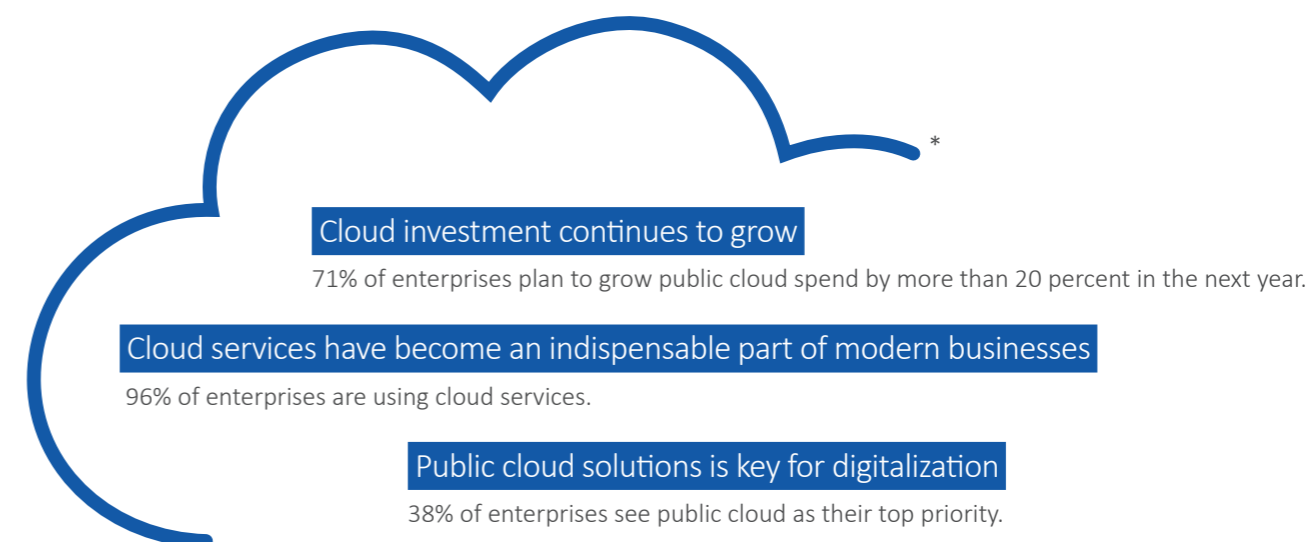 *
Cloud investment continues to grow
71% of enterprises plan to grow public cloud spend by more than 20 percent in the next year.
Cloud services have become an indispensable part of modern businesses
96% of enterprises are using cloud services.
Public cloud solutions is key for digitalization
38% of enterprises see public cloud as their top priority.